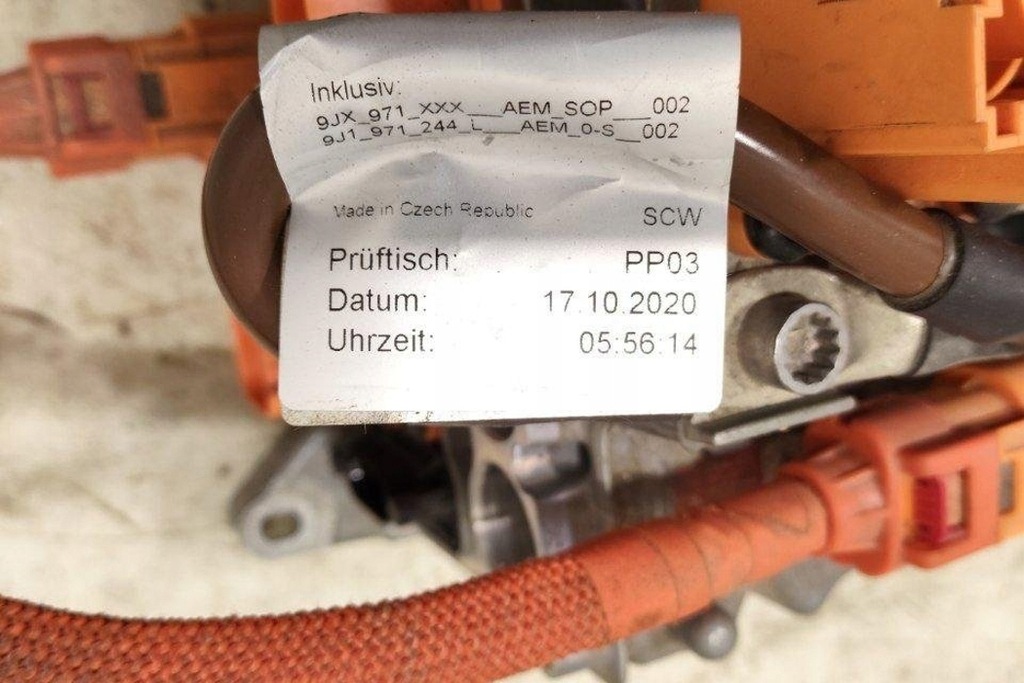 Inklusiv:
9JX_971_XXX___AEM_SOP___002
9J1_971_244_L___AEM_0-S__002
Made in Czech Republic SCW
Prüftisch: PP03
Datum: 17.10.2020
Uhrzeit: 05:56:14